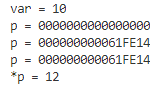 var = 10
p = 0000000000000000
p = 000000000061FE14
p = 000000000061FE14
*p = 12